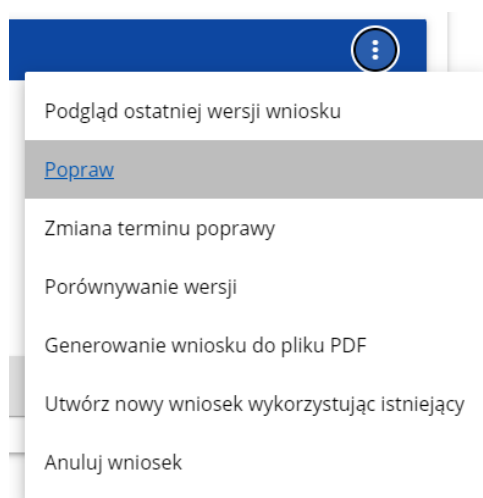 Podgląd ostatniej wersji wniosku
Popraw
Zmiana terminu poprawy
Porównywanie wersji
Generowanie wniosku do pliku PDF
Utwórz nowy wniosek wykorzystując istniejący
Anuluj wniosek